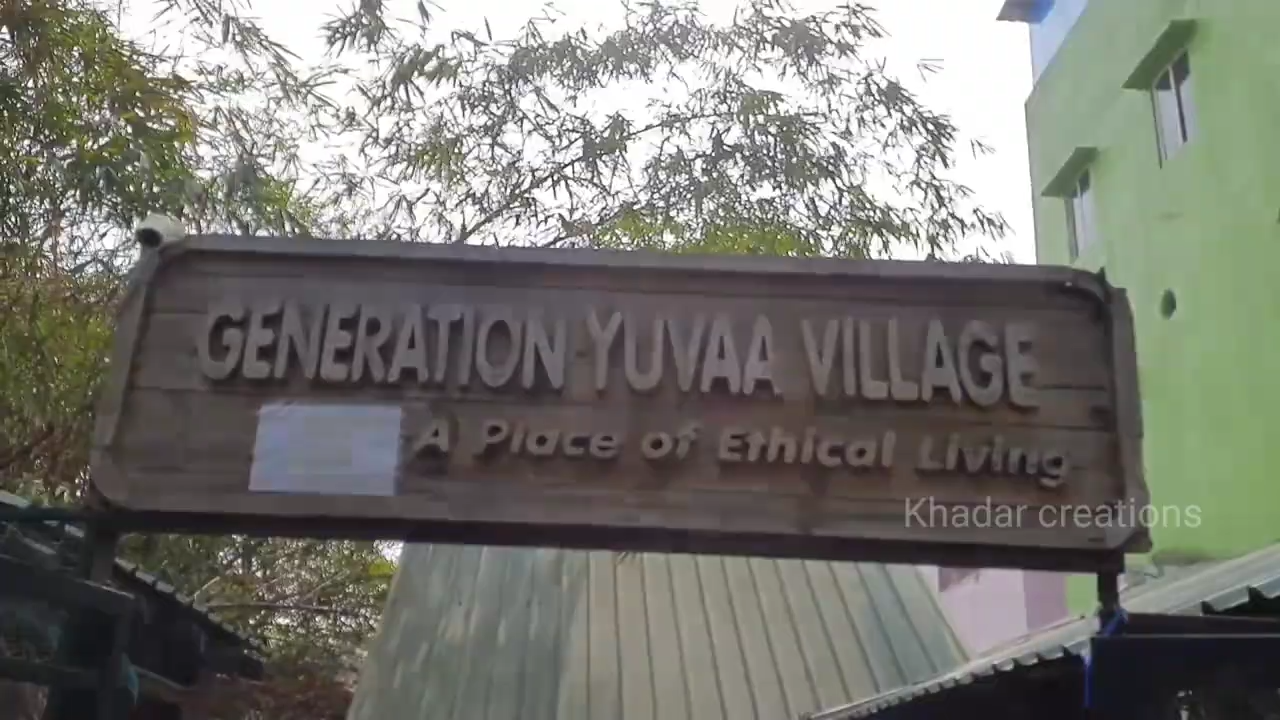 GENERATION YUVAA VILLAGE
A Place of Ethical Living
Khadar creations